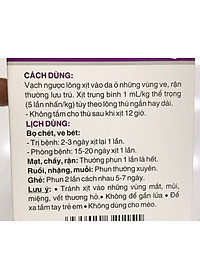 CÁCH DÙNG:
Vạch ngược lông xịt vào da ở những vùng ve, rận
thường lưu trú. Xịt trung bình 1 mL/kg thể trọng
(5 lần nhấn/kg) tùy theo lông thú ngắn hay dài.
- Không tắm cho thú sau khi xịt 12 giờ.
LỊCH DÙNG:
Bọ chét, ve bét:
- Trị bệnh: 2-3 ngày xịt lại 1 lần.
- Phòng bệnh: 15-20 ngày xịt 1 lần.
Mạt, chấy, rận: Thường phun 1 lần là hết.
Ruồi, nhặng, muỗi: Phun thường xuyên.
Ghẻ: Phun 2 lần cách nhau 5-7 ngày.
Lưu ý: • Tránh xịt vào những vùng mắt, mũi,
miệng, vết thương hở. • Không để gần lửa • Để
xa tầm tay trẻ em • Không dùng cho mèo.